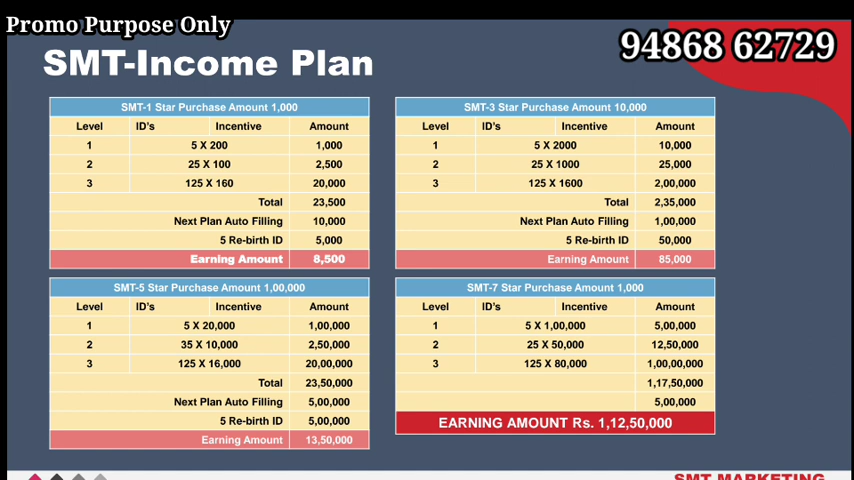 Promo Purpose Only
94868 62729
SMT-Income Plan
SMT-1 Star Purchase Amount 1,000
Level ID's Incentive Amount
1 5 X 200 1,000
2 25 X 100 2,500
3 125 X 160 20,000
Total 23,500
Next Plan Auto Filling 10,000
5 Re-birth ID 5,000
Earning Amount 8,500
SMT-3 Star Purchase Amount 10,000
Level ID's Incentive Amount
1 5 X 2000 10,000
2 25 X 1000 25,000
3 125 X 1600 2,00,000
Total 2,35,000
Next Plan Auto Filling 1,00,000
5 Re-birth ID 50,000
Earning Amount 85,000
SMT-5 Star Purchase Amount 1,00,000
Level ID's Incentive Amount
1 5 X 20,000 1,00,000
2 35 X 10,000 2,50,000
3 125 X 16,000 20,00,000
Total 23,50,000
Next Plan Auto Filling 5,00,000
5 Re-birth ID 5,00,000
Earning Amount 13,50,000
SMT-7 Star Purchase Amount 1,000
Level ID's Incentive Amount
1 5 X 1,00,000 5,00,000
2 25 X 50,000 12,50,000
3 125 X 80,000 1,00,00,000
1,17,50,000
5,00,000
EARNING AMOUNT Rs. 1,12,50,000
SMT MARKETING